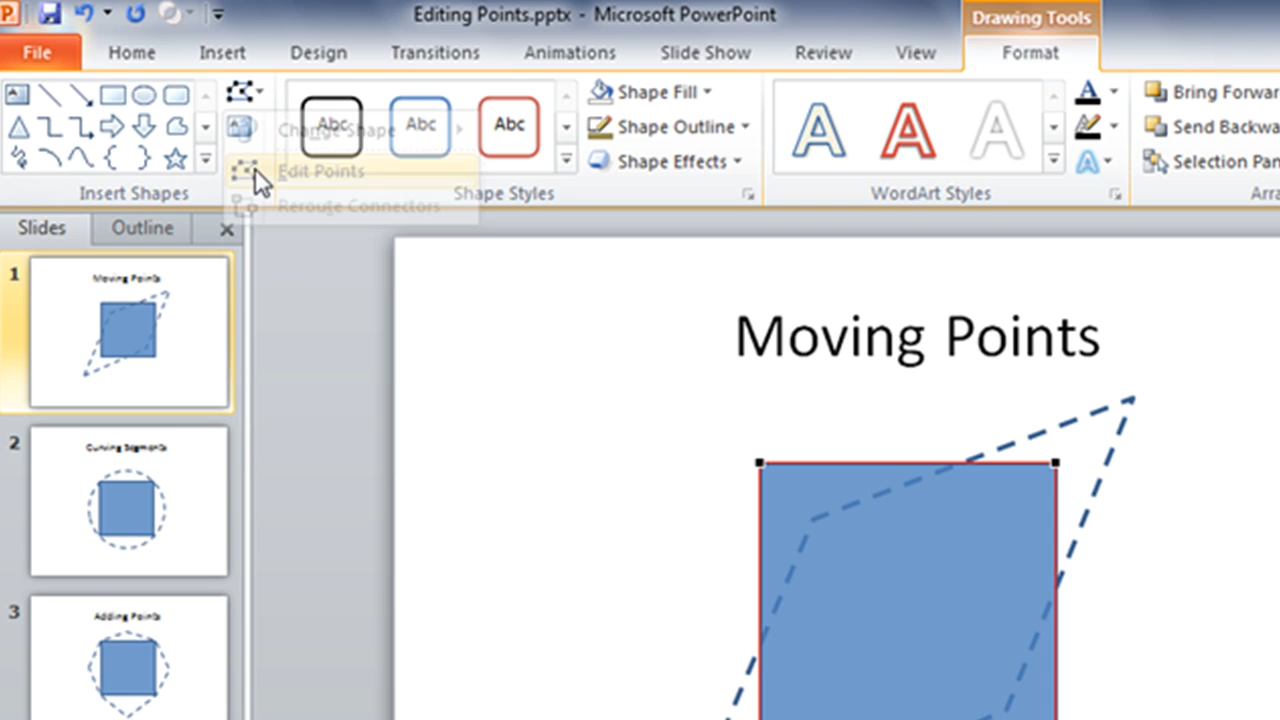 Editing Points.pptx - Microsoft PowerPoint
Drawing Tools
File Home Insert Design Transitions Animations Slide Show Review View Format
Abc Abc Abc
Shape Fill
Shape Outline
Shape Effects
A A A
A
A
Bring Forwar
Send Backwa
Selection Pan
Change Shape
Edit Points
Reroute Connectors
Insert Shapes
Shape Styles
WordArt Styles
Arra
Slides Outline
1
Moving Points
2
Curving Segments
3
Adding Points
Moving Points